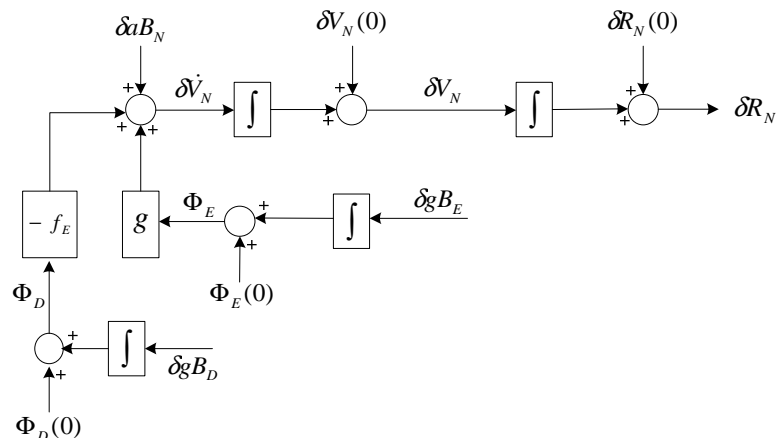 δaB_N
δV_N(0)
δR_N(0)
δV̇_N
∫
δV_N
∫
δR_N
+
+
+
+
+
+
+
− f_E
g
Φ_E
+
∫
δgB_E
+
Φ_E(0)
Φ_D
+
∫
δgB_D
+
Φ_D(0)